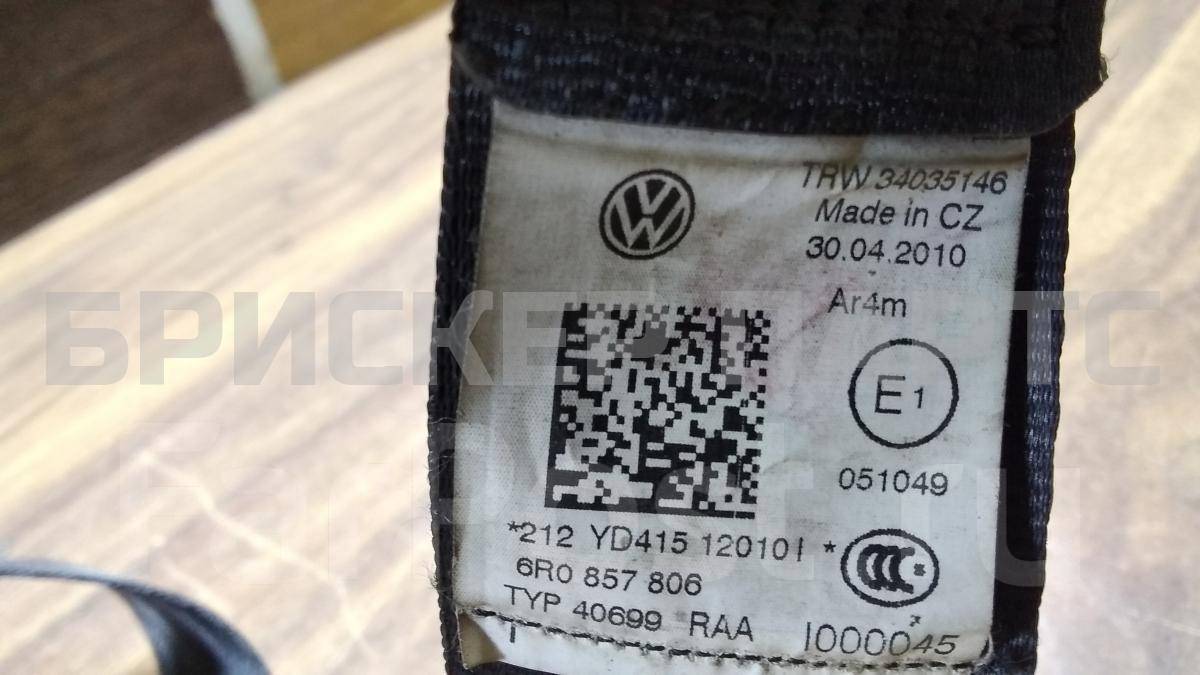 TRW 34035146
Made in CZ
30.04.2010
Ar4m
E1
051049
*212 YD415 12010I *
6R0 857 806
TYP 40699 RAA
I000045